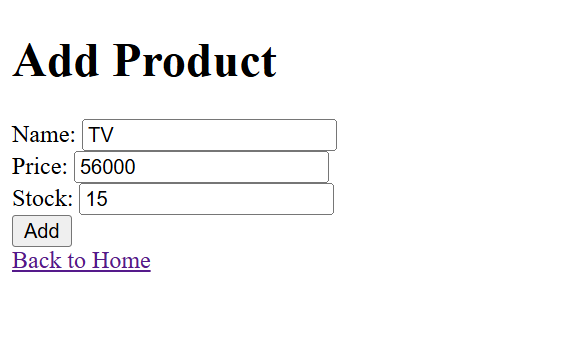 Add Product
Name: TV
Price: 56000
Stock: 15
Add
Back to Home